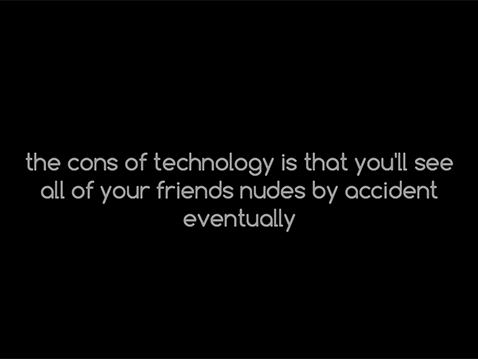 the cons of technology is that you'll see
all of your friends nudes by accident
eventually